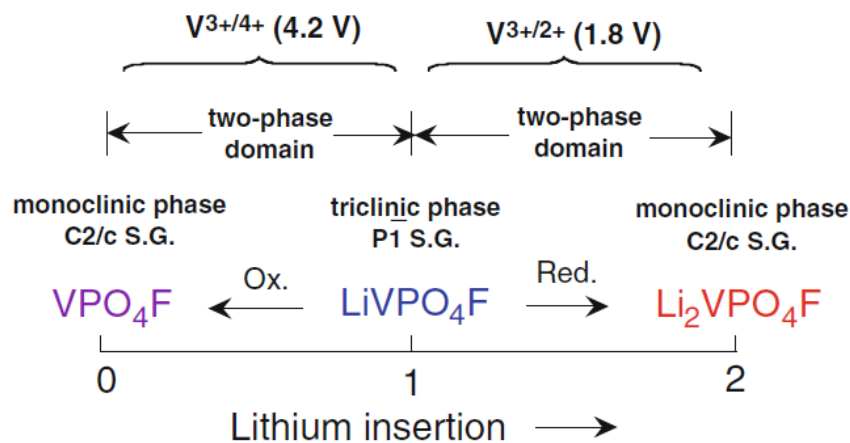 V³⁺/⁴⁺ (4.2 V) V³⁺/²⁺ (1.8 V)
two-phase two-phase
domain domain
monoclinic phase triclinic phase monoclinic phase
C2/c S.G. P1̅ S.G. C2/c S.G.
VPO₄F Ox. LiVPO₄F Red. Li₂VPO₄F
0 1 2
Lithium insertion